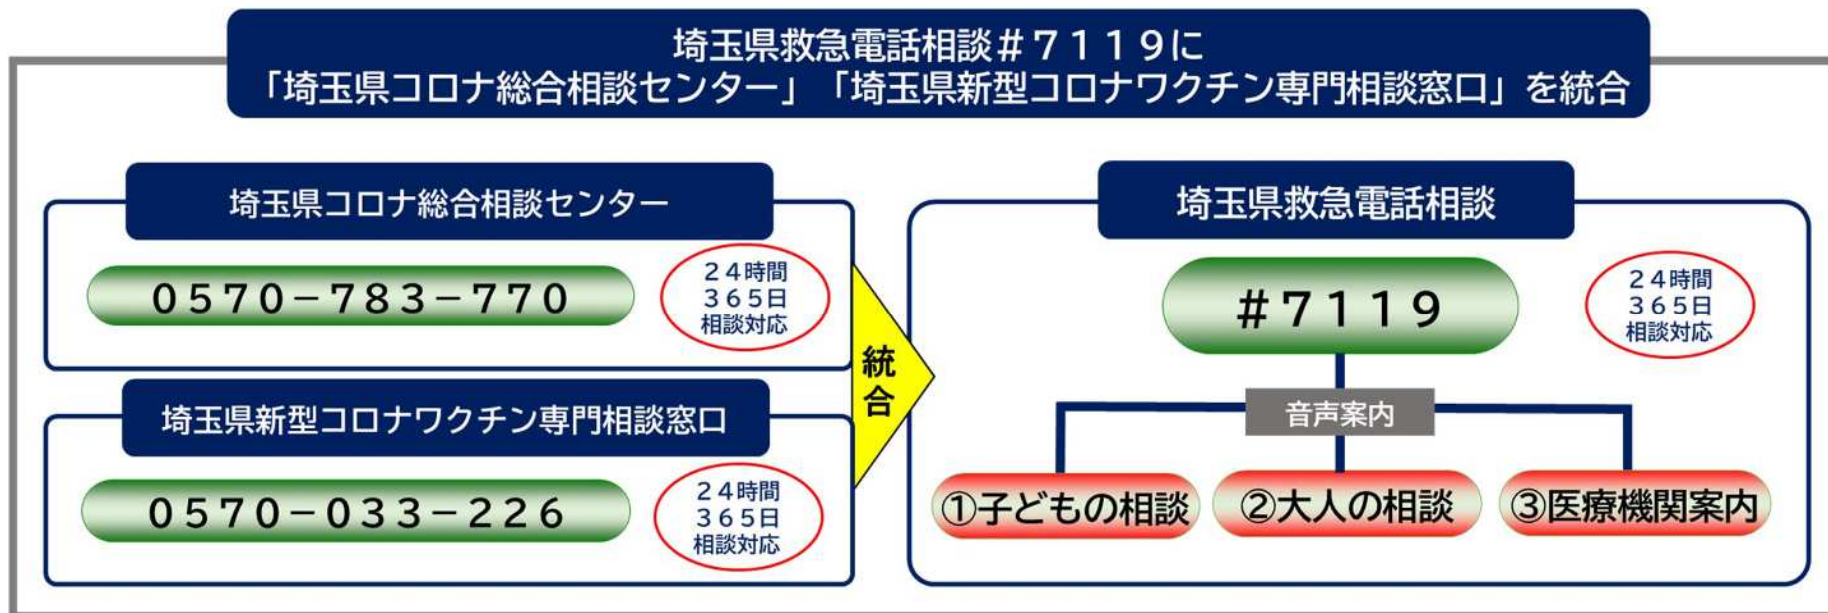 埼玉県救急電話相談＃７１１９に
「埼玉県コロナ総合相談センター」「埼玉県新型コロナワクチン専門相談窓口」を統合
埼玉県コロナ総合相談センター
０５７０－７８３－７７０
２４時間
３６５日
相談対応
埼玉県新型コロナワクチン専門相談窓口
０５７０－０３３－２２６
２４時間
３６５日
相談対応
統
合
埼玉県救急電話相談
＃７１１９
２４時間
３６５日
相談対応
音声案内
①子どもの相談
②大人の相談
③医療機関案内